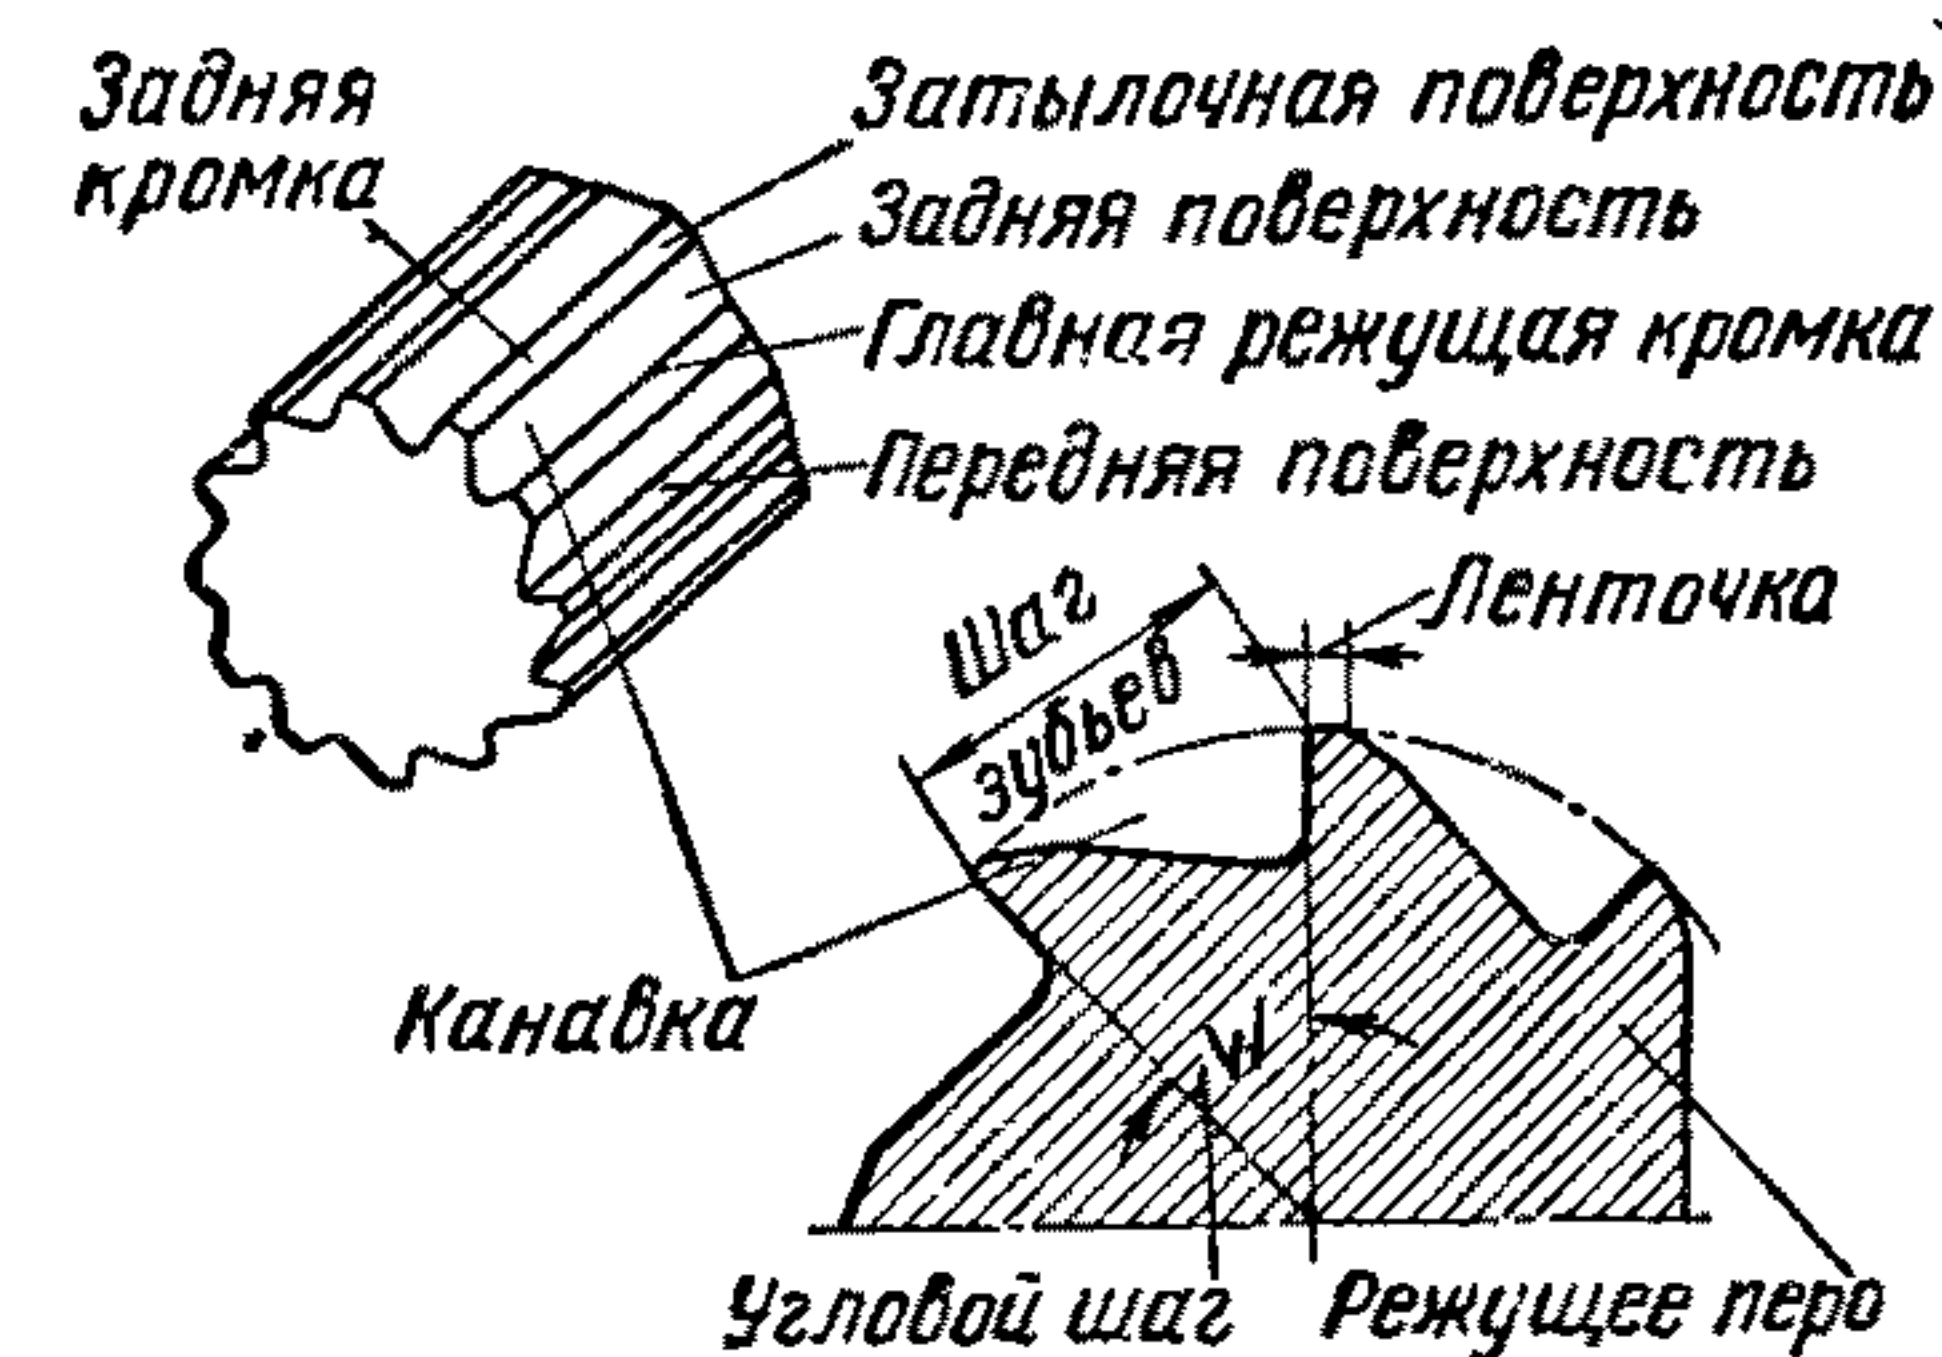 Задняя
кромка
Затылочная поверхность
Задняя поверхность
Главная режущая кромка
Передняя поверхность
Шаг
зубьев
Ленточка
Канавка
W
Угловой шаг
Режущее перо